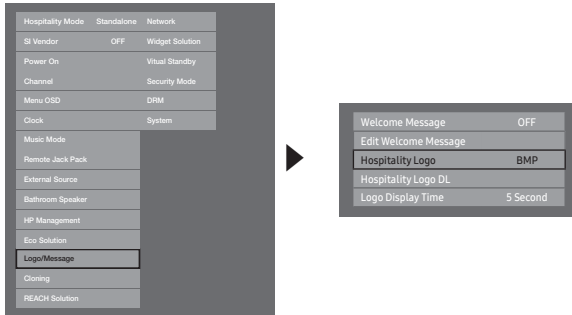 Hospitality Mode Standalone Network
SI Vendor OFF Widget Solution
Power On Vitual Standby
Channel Security Mode
Menu OSD DRM
Clock System
Music Mode
Remote Jack Pack
External Source
Bathroom Speaker
HP Management
Eco Solution
Logo/Message
Cloning
REACH Solution
Welcome Message OFF
Edit Welcome Message
Hospitality Logo BMP
Hospitality Logo DL
Logo Display Time 5 Second